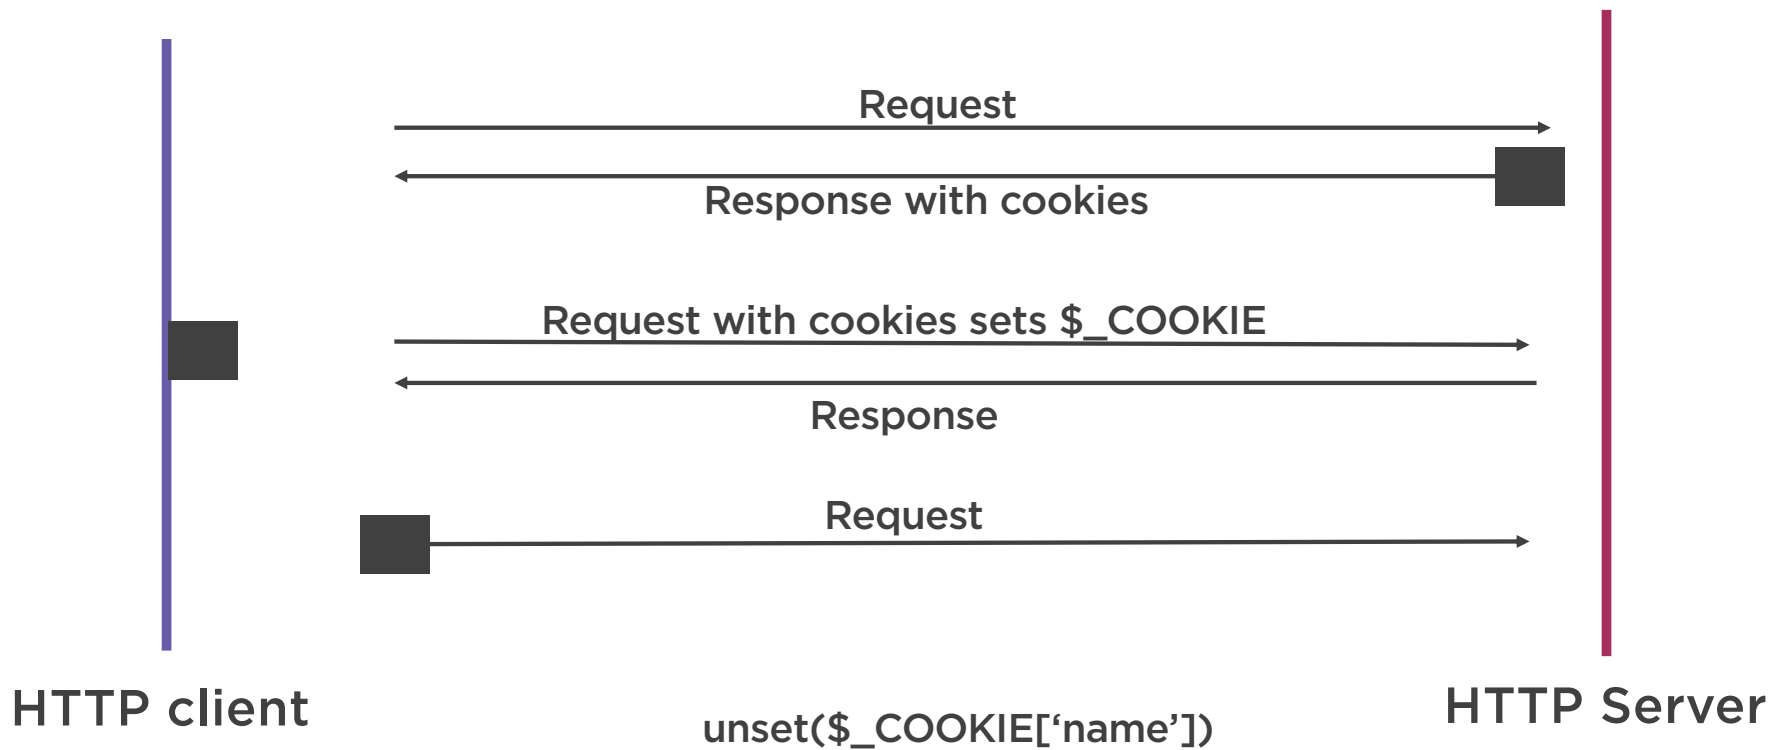 Request
Response with cookies
Request with cookies sets $_COOKIE
Response
Request
HTTP client
HTTP Server
unset($_COOKIE[‘name’])